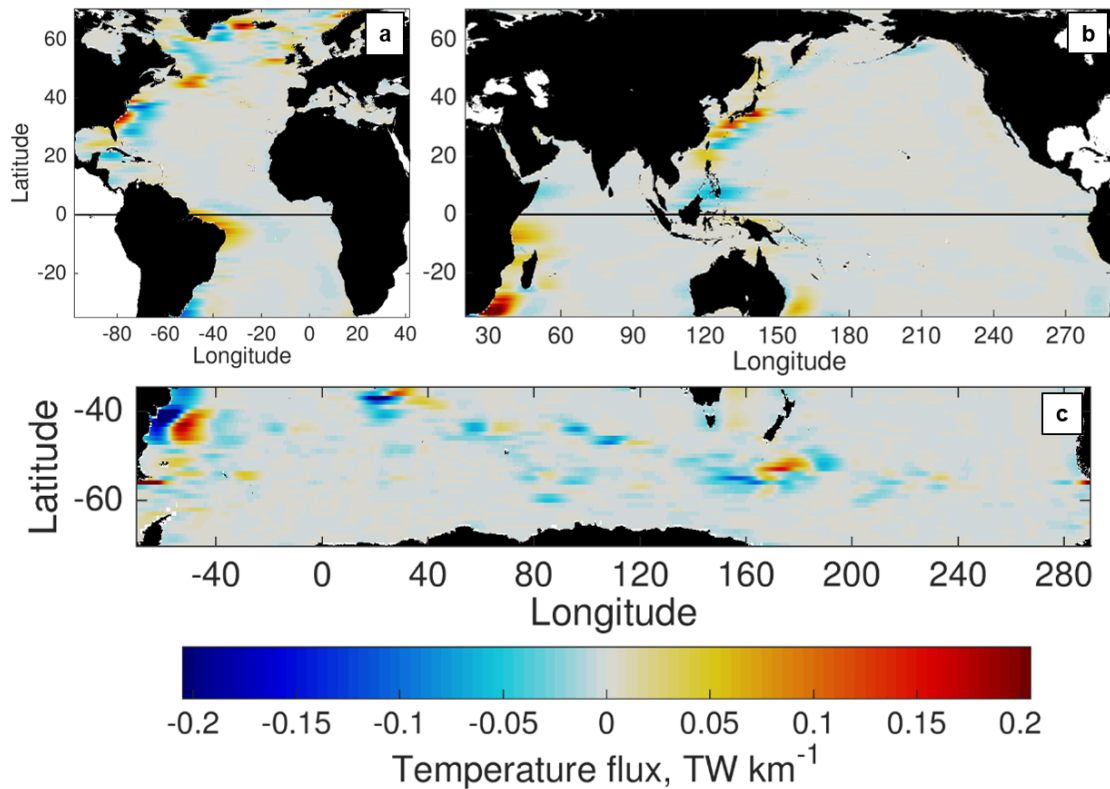 a
60
40
20
0
-20
Latitude
-80 -60 -40 -20 0 20 40
Longitude
b
60
40
20
0
-20
30 60 90 120 150 180 210 240 270
Longitude
c
-40
-60
Latitude
-40 0 40 80 120 160 200 240 280
Longitude
-0.2 -0.15 -0.1 -0.05 0 0.05 0.1 0.15 0.2
Temperature flux, TW km-1